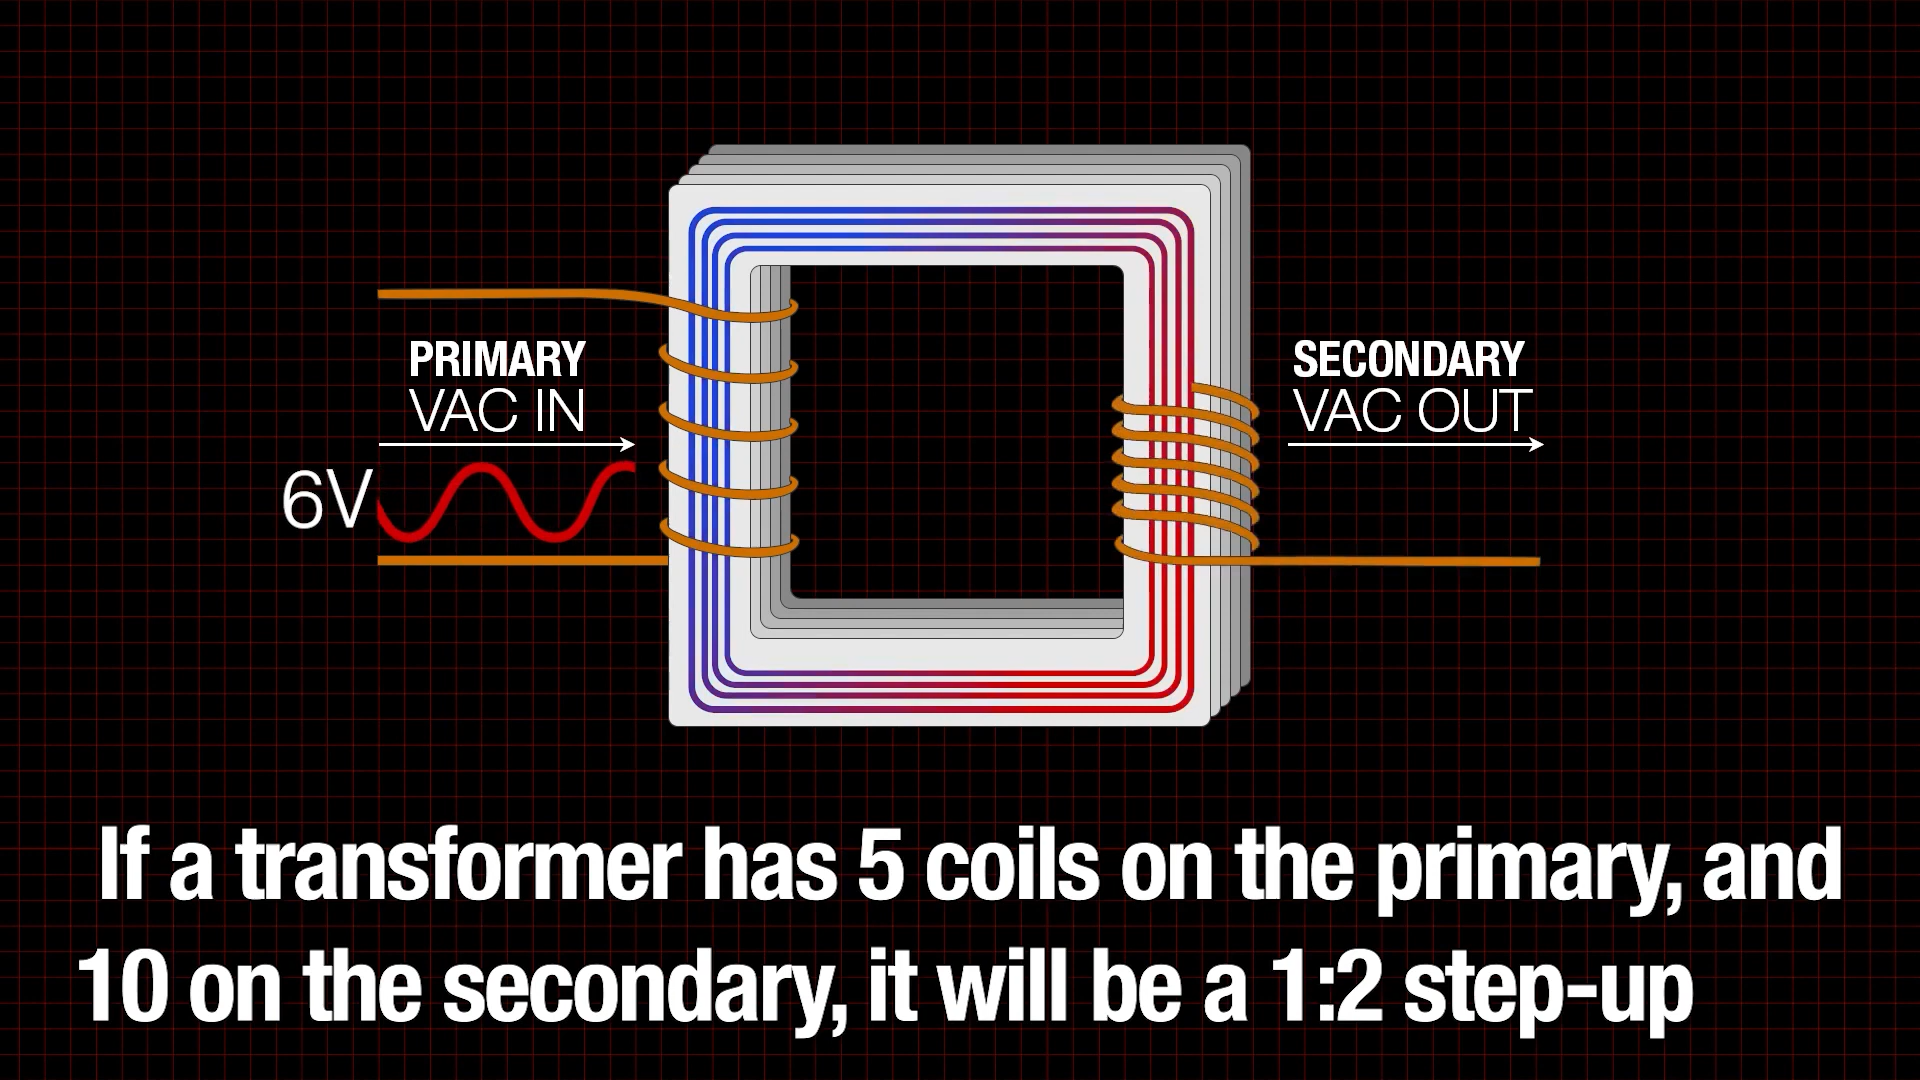 PRIMARY
VAC IN
6V
SECONDARY
VAC OUT
If a transformer has 5 coils on the primary, and
10 on the secondary, it will be a 1:2 step-up